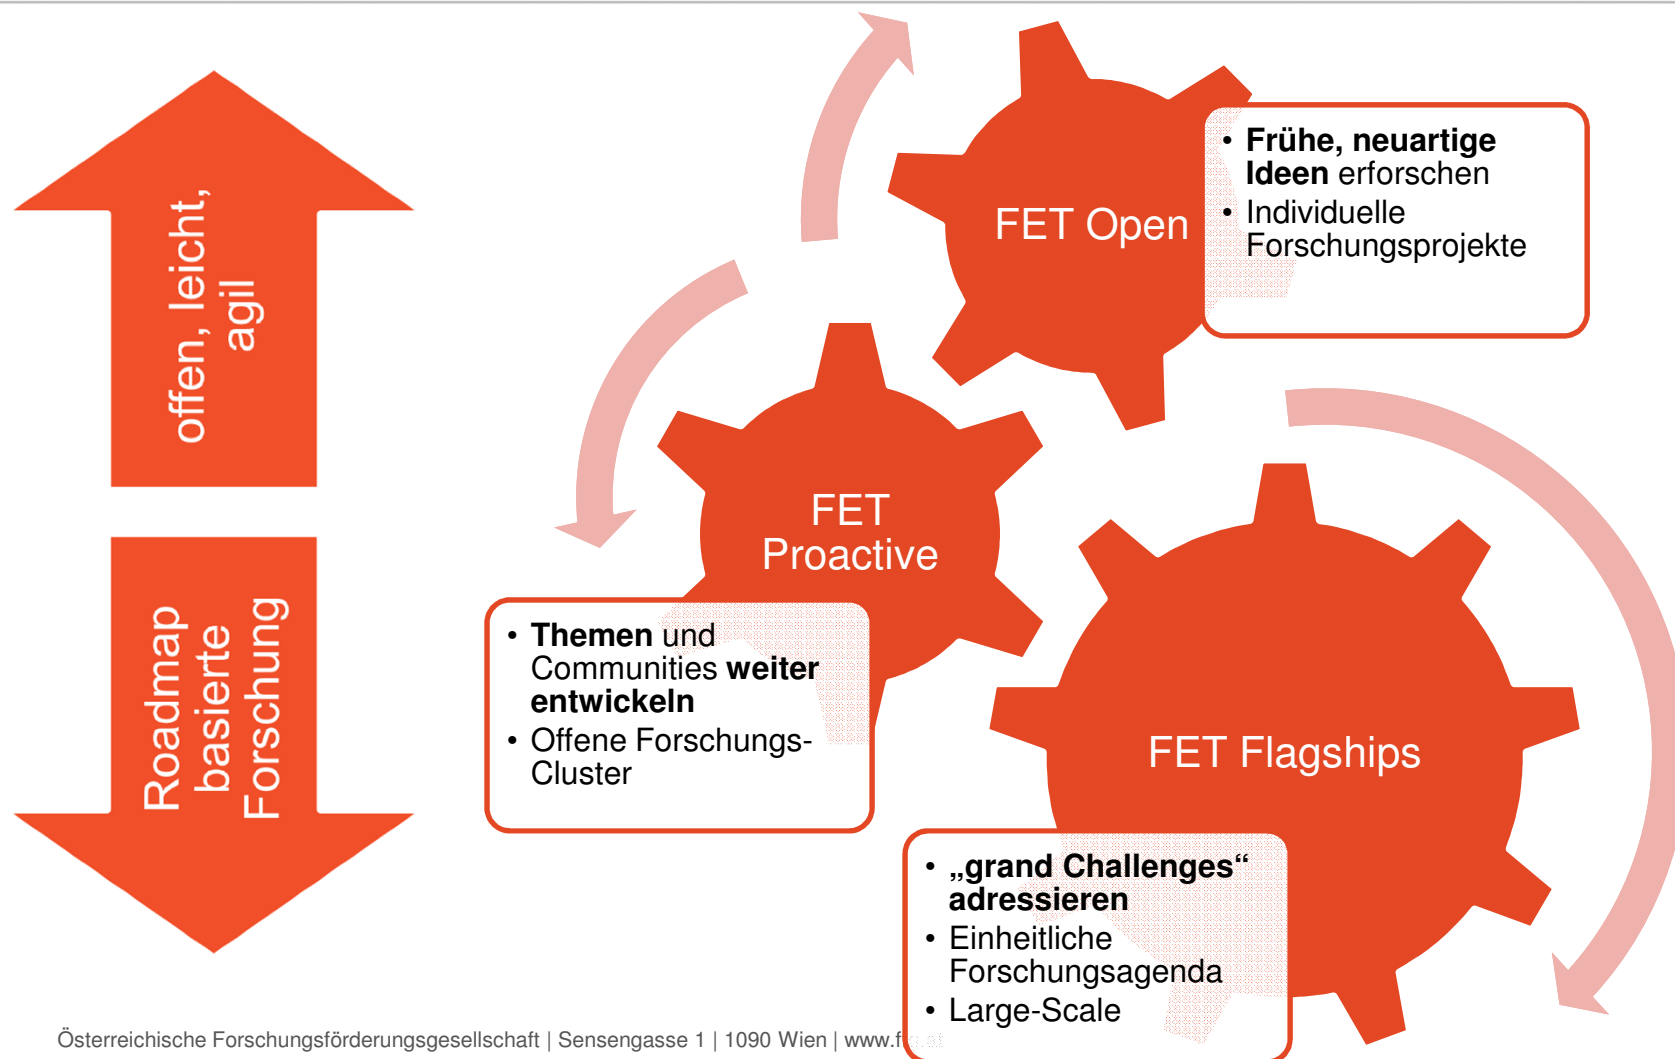 offen, leicht,
agil
Roadmap
basierte
Forschung
FET Open
• Frühe, neuartige
Ideen erforschen
• Individuelle
Forschungsprojekte
FET
Proactive
• Themen und
Communities weiter
entwickeln
• Offene Forschungs-
Cluster
FET Flagships
• „grand Challenges“
adressieren
• Einheitliche
Forschungsagenda
• Large-Scale
Österreichische Forschungsförderungsgesellschaft | Sensengasse 1 | 1090 Wien |